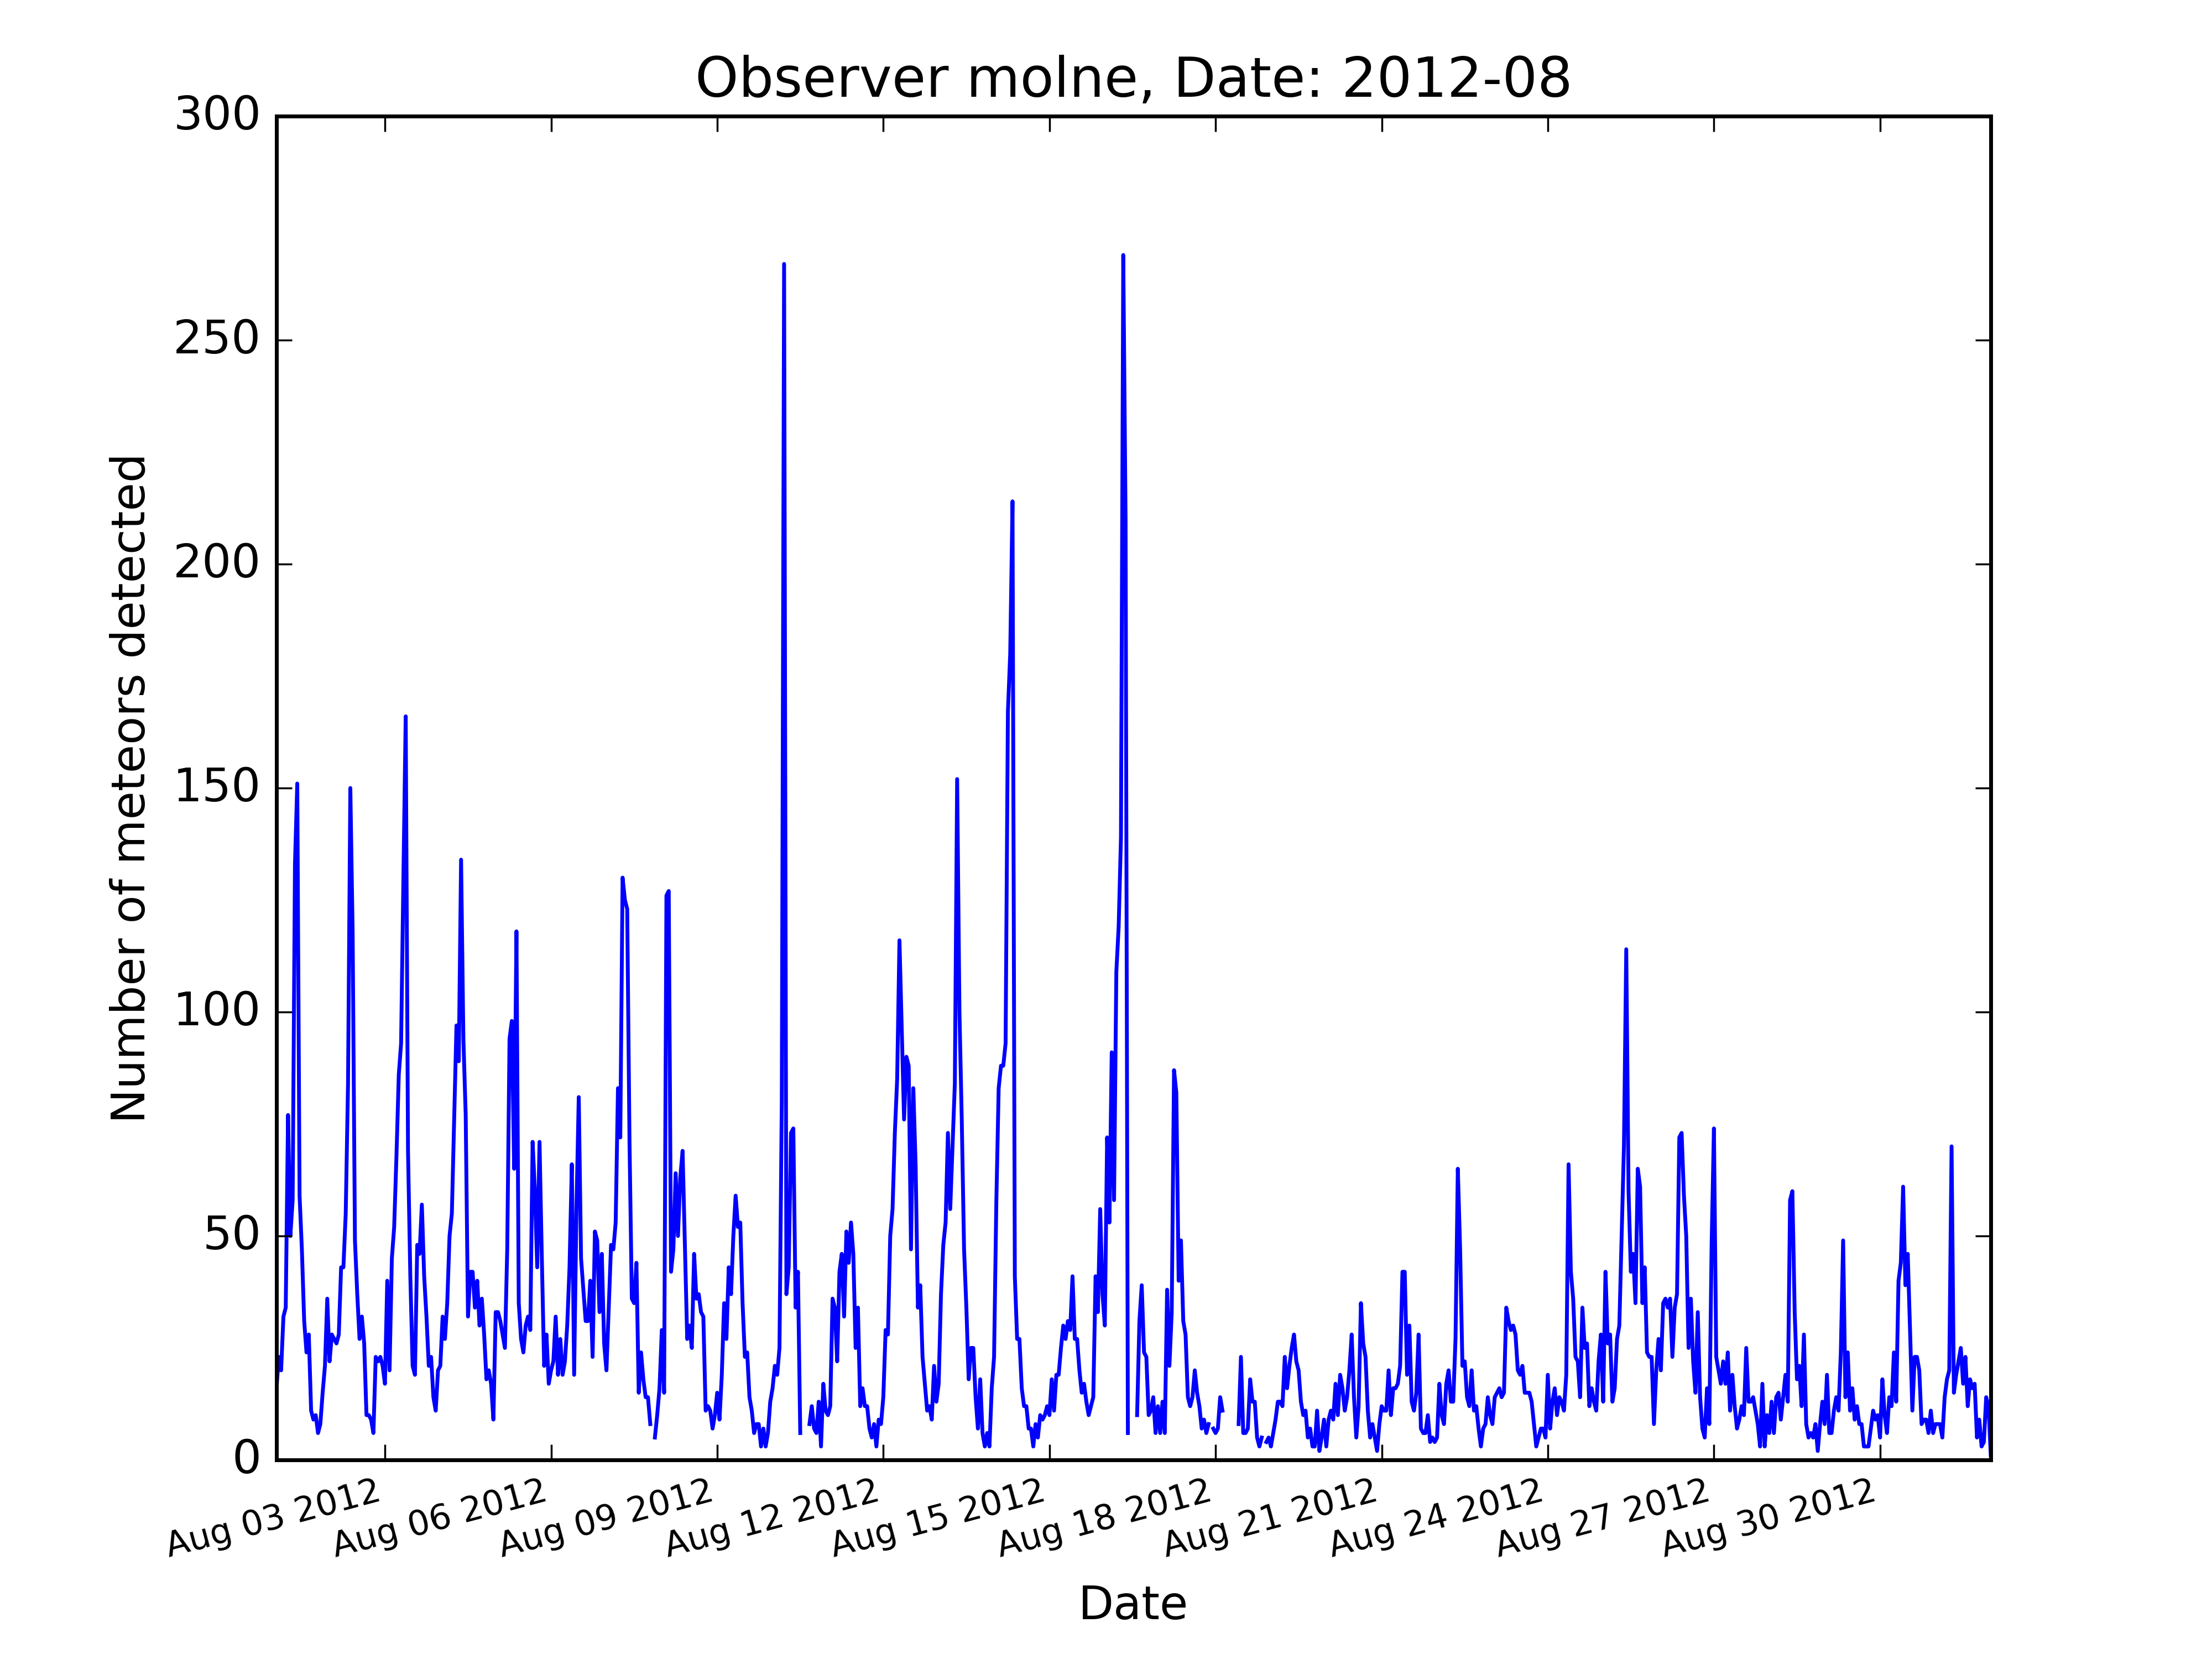 Observer molne, Date: 2012-08
300
250
200
150
100
50
0
Number of meteors detected
Aug 03 2012
Aug 06 2012
Aug 09 2012
Aug 12 2012
Aug 15 2012
Aug 18 2012
Aug 21 2012
Aug 24 2012
Aug 27 2012
Aug 30 2012
Date